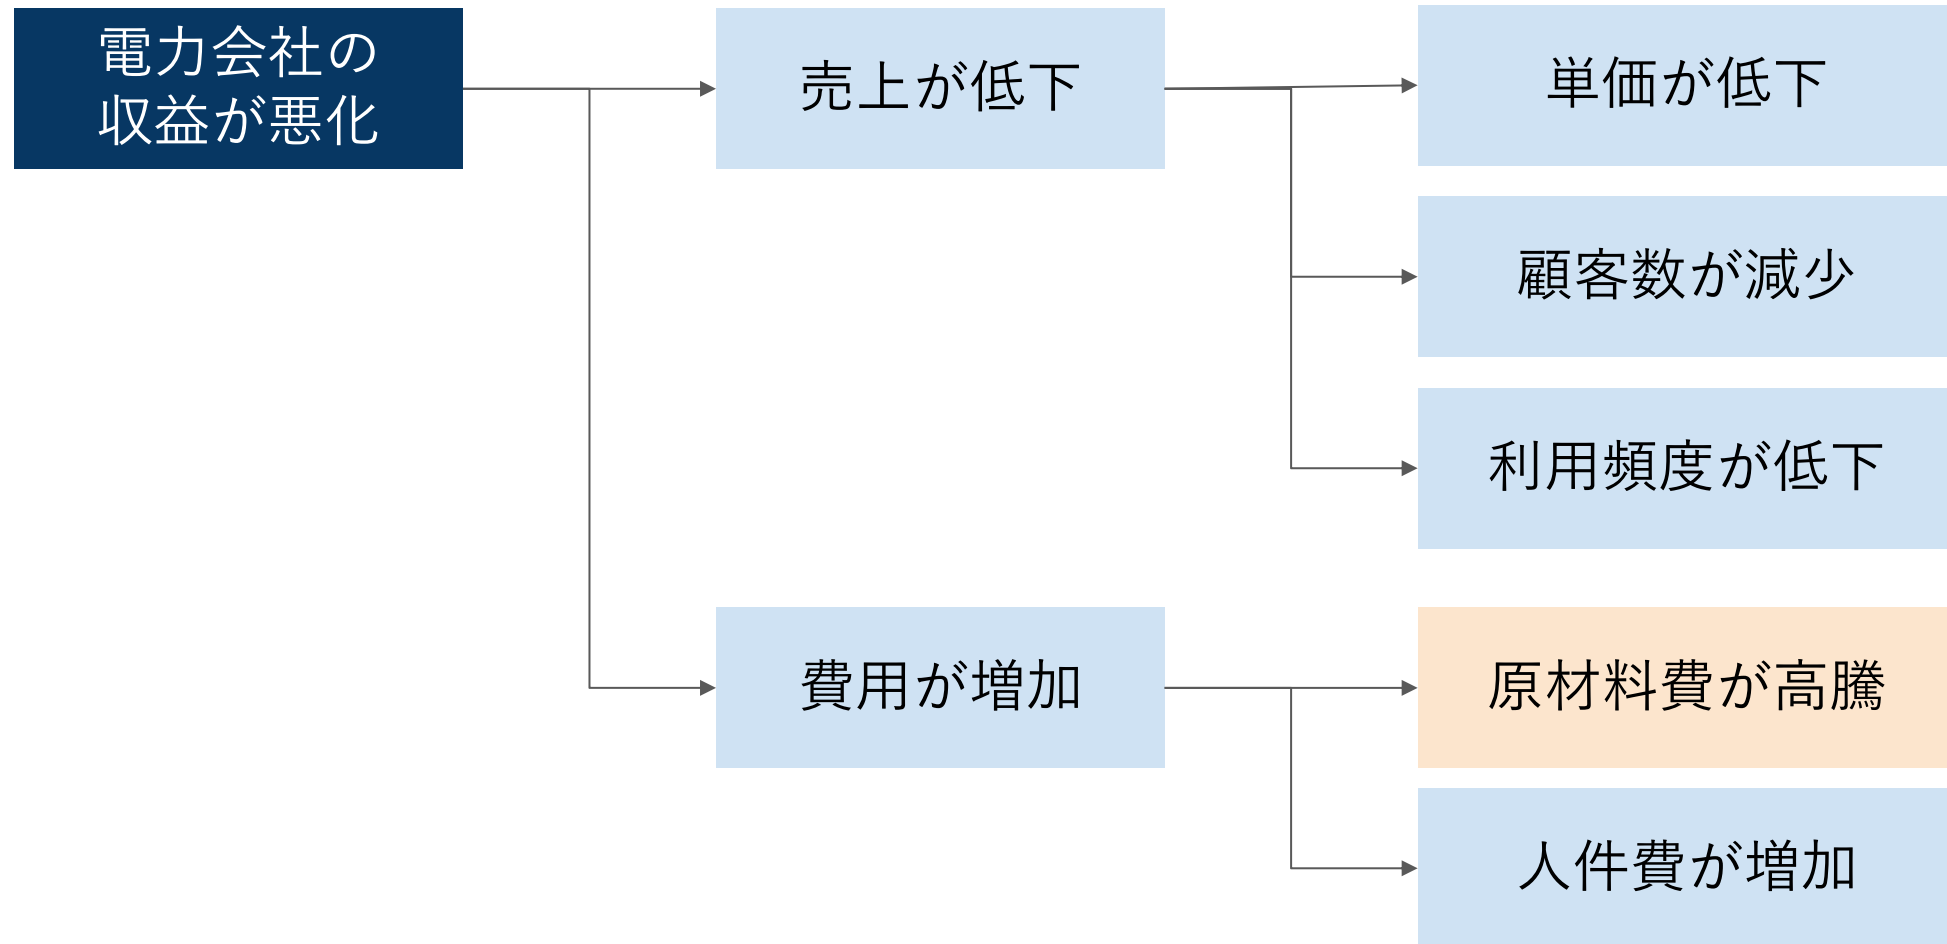 電力会社の
収益が悪化
売上が低下
単価が低下
顧客数が減少
利用頻度が低下
費用が増加
原材料費が高騰
人件費が増加